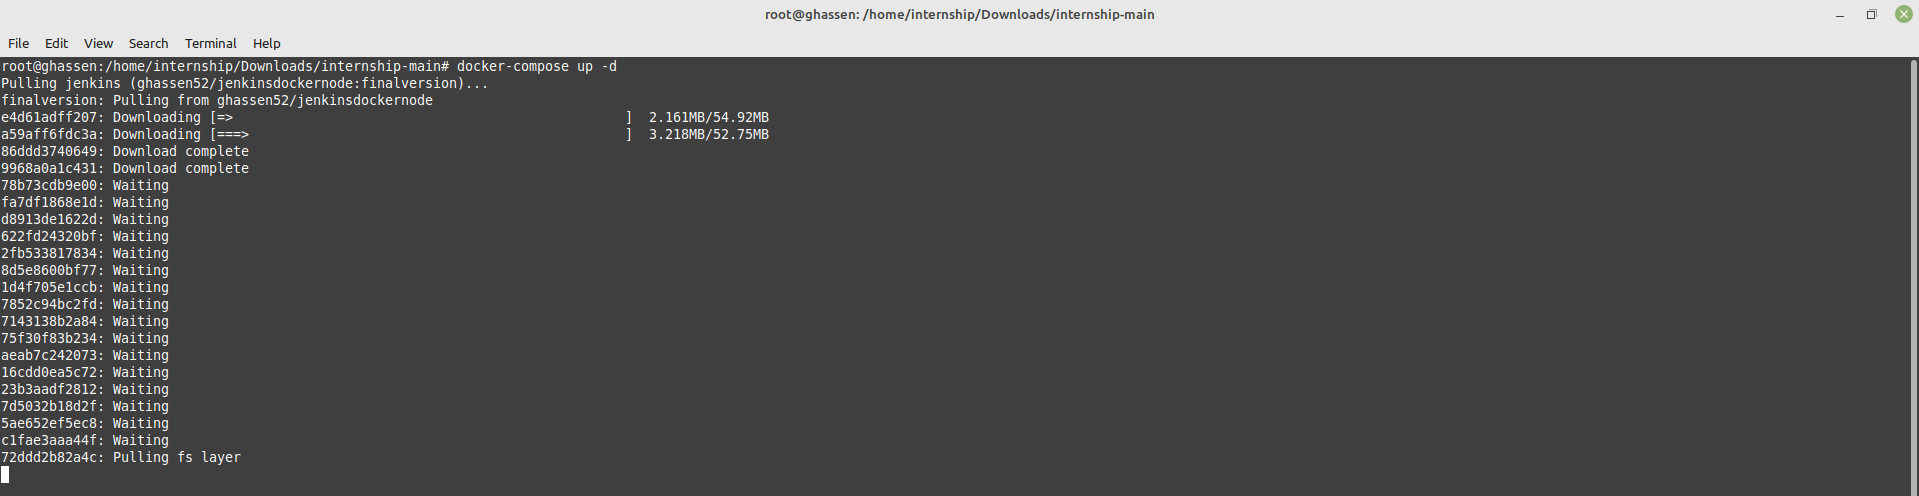 root@ghassen: /home/internship/Downloads/internship-main
File Edit View Search Terminal Help
root@ghassen:/home/internship/Downloads/internship-main# docker-compose up -d
Pulling jenkins (ghassen52/jenkinsdockernode:finalversion)...
finalversion: Pulling from ghassen52/jenkinsdockernode
e4d61adff207: Downloading [=>                                                 ]  2.161MB/54.92MB
a59aff6fdc3a: Downloading [===>                                               ]  3.218MB/52.75MB
86ddd3740649: Download complete
9968a0a1c431: Download complete
78b73cdb9e00: Waiting
fa7df1868e1d: Waiting
d8913de1622d: Waiting
622fd24320bf: Waiting
2fb533817834: Waiting
8d5e8600bf77: Waiting
1d4f705e1ccb: Waiting
7852c94bc2fd: Waiting
7143138b2a84: Waiting
75f30f83b234: Waiting
aeab7c242073: Waiting
16cdd0ea5c72: Waiting
23b3aadf2812: Waiting
7d5032b18d2f: Waiting
5ae652ef5ec8: Waiting
c1fae3aaa44f: Waiting
72ddd2b82a4c: Pulling fs layer